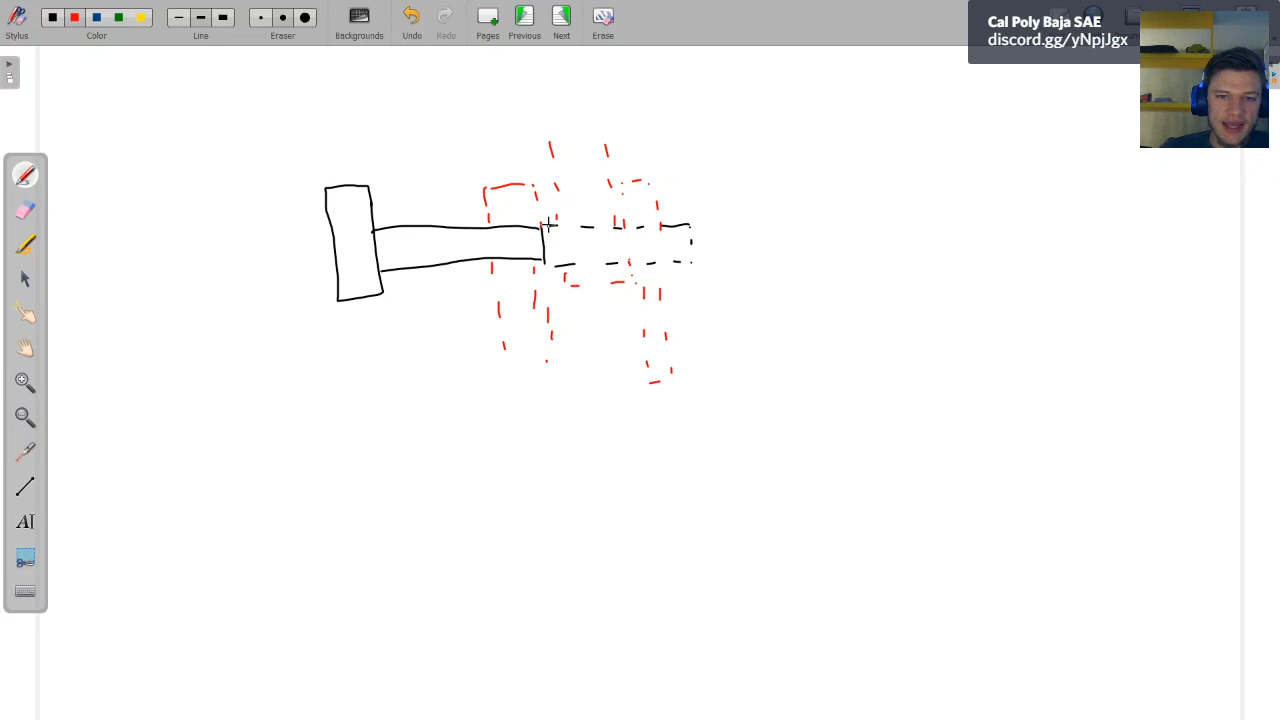 Stylus
Color
Line
Eraser
Backgrounds
Undo
Redo
Pages
Previous
Next
Erase
Cal Poly Baja SAE
discord.gg/yNpjJgx